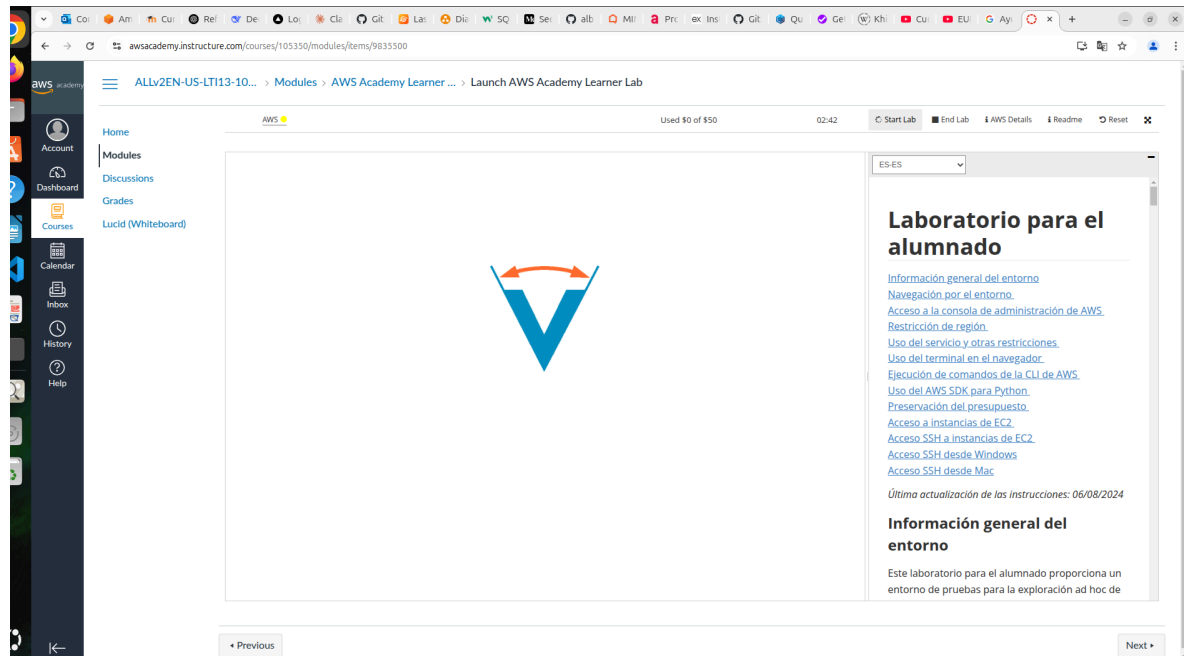 Co
Am
Cur
Rel
De
Loc
Cla
Git
Las
Dia
SQ
Sec
alb
MI
Prc
ex Ins
Git
Qu
Gei
Khi
Cu
EU
Ay
awsacademy.instructure.com/courses/105350/modules/items/9835500
aws academy
ALLv2EN-US-LTI13-10... > Modules > AWS Academy Learner ... > Launch AWS Academy Learner Lab
Account
Dashboard
Courses
Calendar
Inbox
History
Help
Home
Modules
Discussions
Grades
Lucid (Whiteboard)
AWS
Used $0 of $50
02:42
Start Lab
End Lab
AWS Details
Readme
Reset
ES-ES
Laboratorio para el
alumnado
Información general del entorno
Navegación por el entorno
Acceso a la consola de administración de AWS
Restricción de región
Uso del servicio y otras restricciones
Uso del terminal en el navegador
Ejecución de comandos de la CLI de AWS
Uso del AWS SDK para Python
Preservación del presupuesto
Acceso a instancias de EC2
Acceso SSH a instancias de EC2
Acceso SSH desde Windows
Acceso SSH desde Mac
Última actualización de las instrucciones: 06/08/2024
Información general del
entorno
Este laboratorio para el alumnado proporciona un
entorno de pruebas para la exploración ad hoc de
Previous
Next